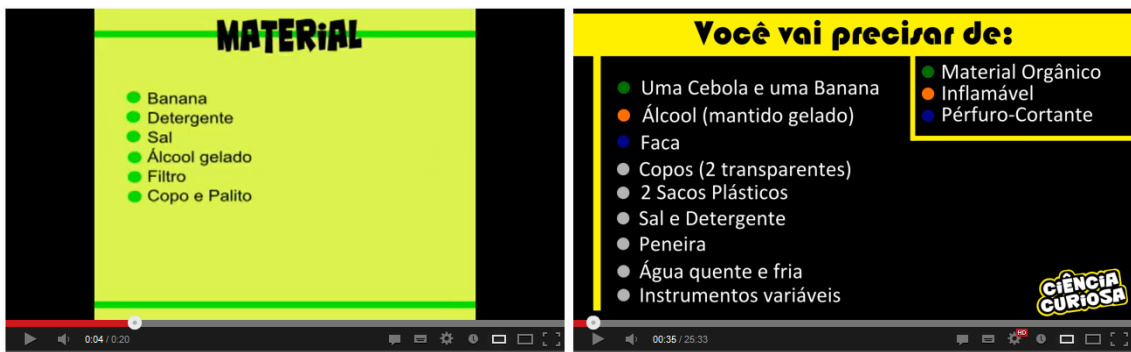 MATERiAL
Banana
Detergente
Sal
Álcool gelado
Filtro
Copo e Palito
0:04 / 0:20
Você vai precisar de:
Uma Cebola e uma Banana
Álcool (mantido gelado)
Faca
Copos (2 transparentes)
2 Sacos Plásticos
Sal e Detergente
Peneira
Água quente e fria
Instrumentos variáveis
Material Orgânico
Inflamável
Pérfuro-Cortante
CiÊNCiA
CURiOSA
00:35 / 25:33
HD